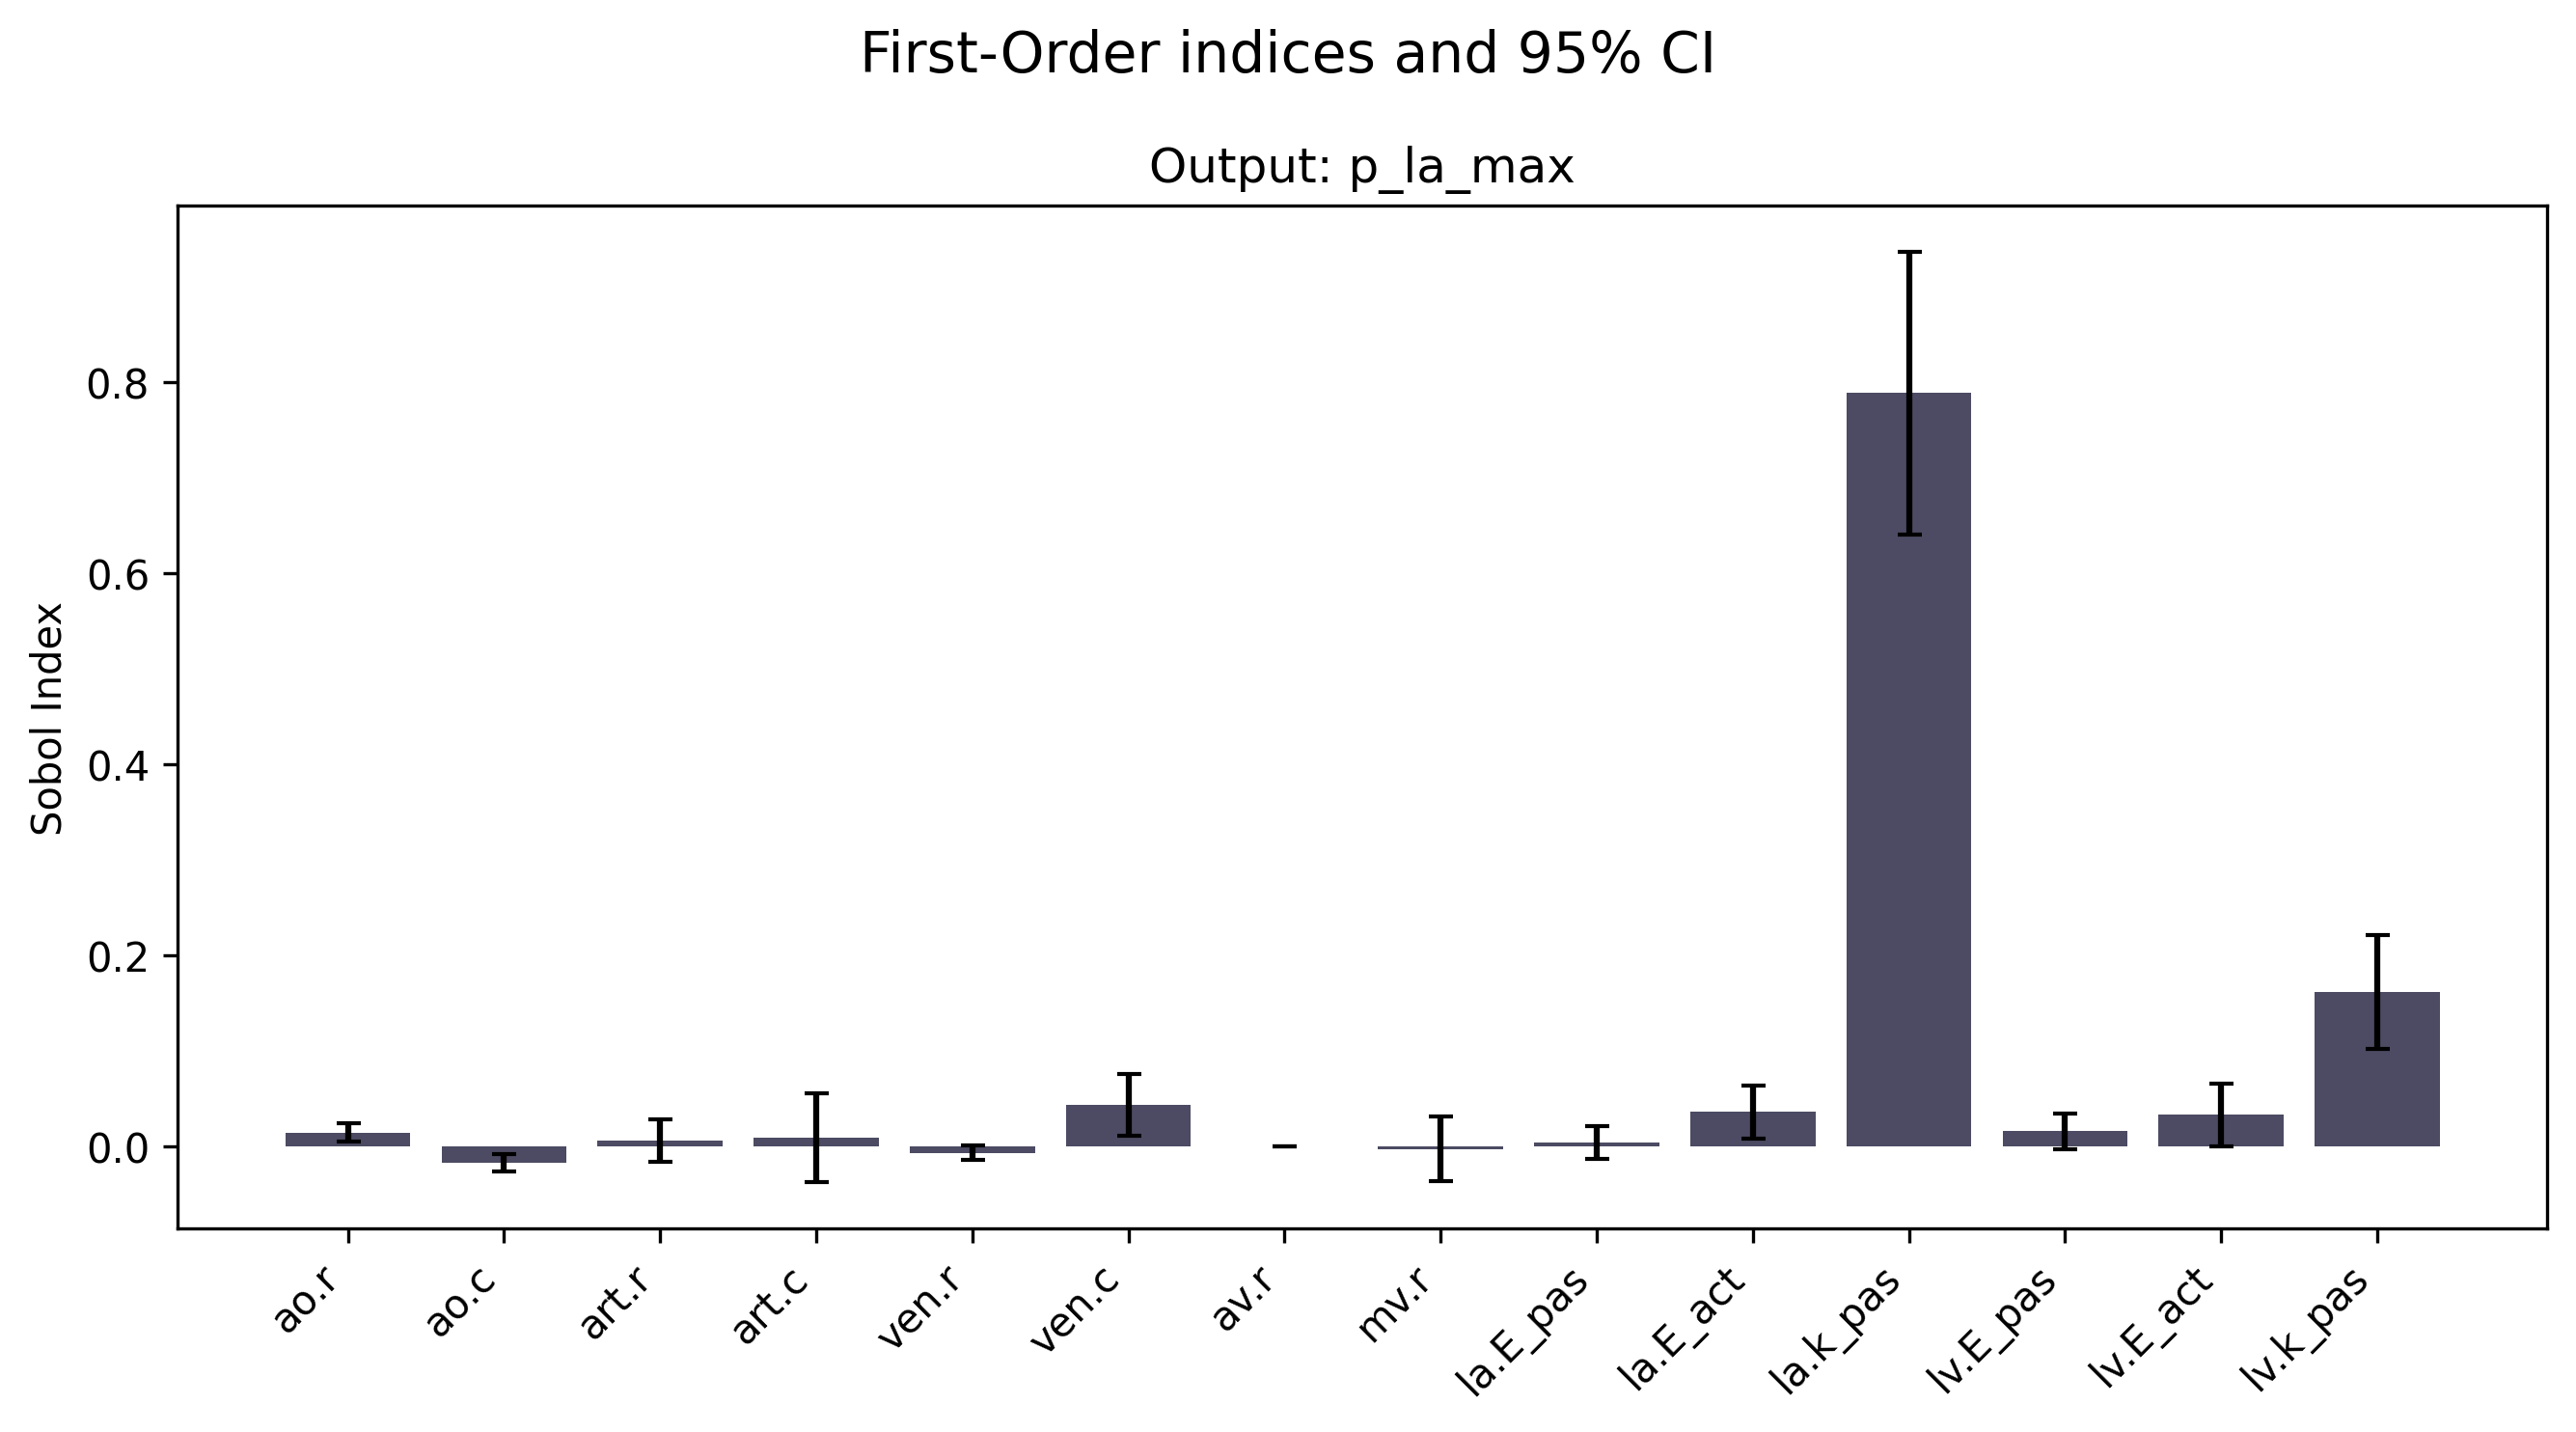 First-Order indices and 95% CI
Output: p_la_max
Sobol Index
0.8
0.6
0.4
0.2
0.0
ao.r
ao.c
art.r
art.c
ven.r
ven.c
av.r
mv.r
la.E_pas
la.E_act
la.k_pas
lv.E_pas
lv.E_act
lv.k_pas